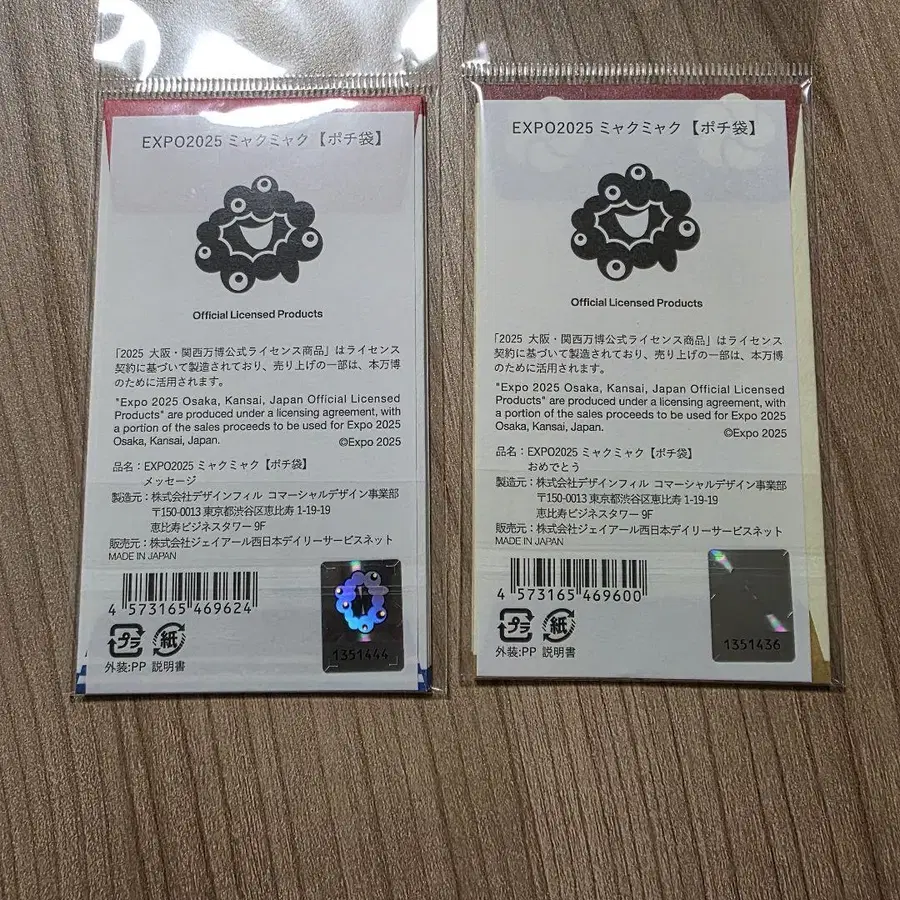 EXPO2025 ミャクミャク【ポチ袋】
Official Licensed Products
「2025 大阪・関西万博公式ライセンス商品」はライセンス
契約に基づいて製造されており、売り上げの一部は、本万博
のために活用されます。
"Expo 2025 Osaka, Kansai, Japan Official Licensed
Products" are produced under a licensing agreement, with
a portion of the sales proceeds to be used for Expo 2025
Osaka, Kansai, Japan. ©Expo 2025
品名：EXPO2025 ミャクミャク【ポチ袋】
メッセージ
製造元：株式会社デザインフィル コマーシャルデザイン事業部
〒150-0013 東京都渋谷区恵比寿 1-19-19
恵比寿ビジネスタワー 9F
販売元：株式会社ジェイアール西日本デイリーサービスネット
MADE IN JAPAN
4 573165 469624
プラ 紙
外装:PP 説明書
1351444
EXPO2025 ミャクミャク【ポチ袋】
Official Licensed Products
「2025 大阪・関西万博公式ライセンス商品」はライセンス
契約に基づいて製造されており、売り上げの一部は、本万博
のために活用されます。
"Expo 2025 Osaka, Kansai, Japan Official Licensed
Products" are produced under a licensing agreement, with
a portion of the sales proceeds to be used for Expo 2025
Osaka, Kansai, Japan. ©Expo 2025
品名：EXPO2025 ミャクミャク【ポチ袋】
おめでとう
製造元：株式会社デザインフィル コマーシャルデザイン事業部
〒150-0013 東京都渋谷区恵比寿 1-19-19
恵比寿ビジネスタワー 9F
販売元：株式会社ジェイアール西日本デイリーサービスネット
MADE IN JAPAN
4 573165 469600
プラ 紙
外装:PP 説明書
1351436